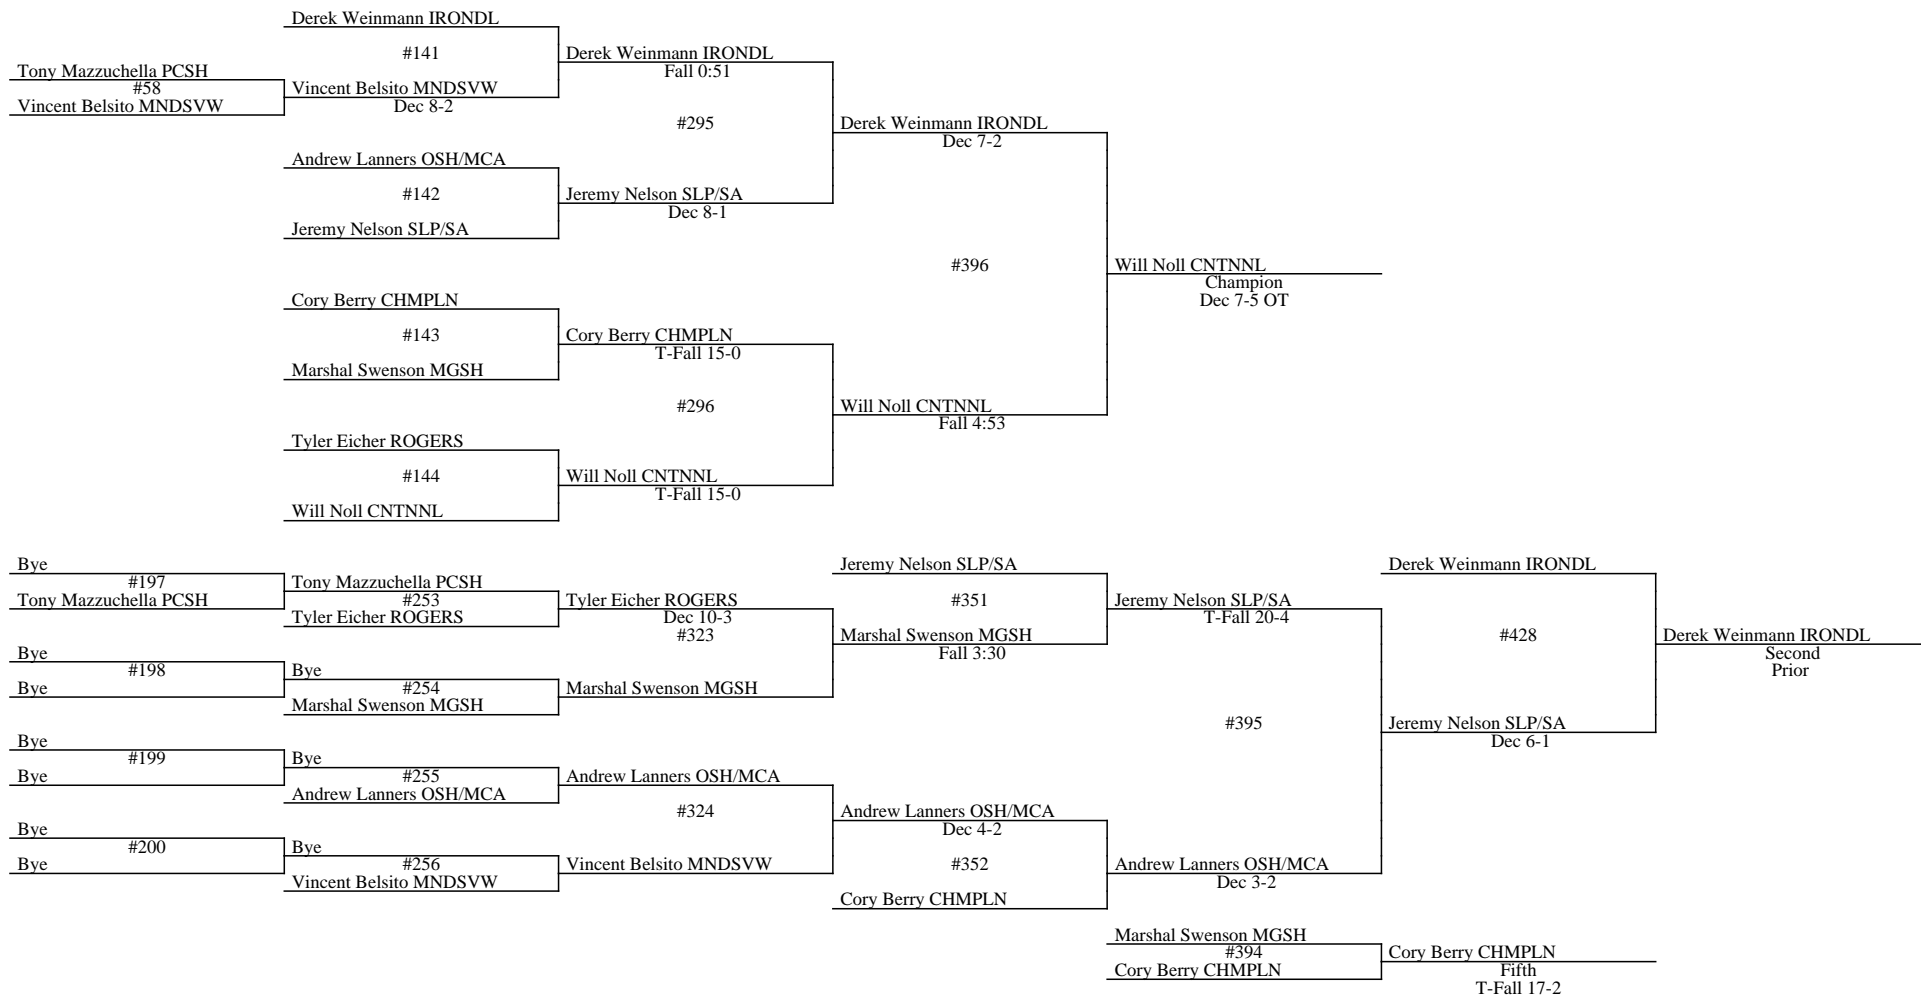 Derek Weinmann IRONDL
#141
Derek Weinmann IRONDL
Fall 0:51
Tony Mazzuchella PCSH
#58
Vincent Belsito MNDSVW
Vincent Belsito MNDSVW
Dec 8-2
#295
Derek Weinmann IRONDL
Dec 7-2
Andrew Lanners OSH/MCA
#142
Jeremy Nelson SLP/SA
Dec 8-1
Jeremy Nelson SLP/SA
#396
Will Noll CNTNNL
Champion
Dec 7-5 OT
Cory Berry CHMPLN
#143
Cory Berry CHMPLN
T-Fall 15-0
Marshal Swenson MGSH
#296
Will Noll CNTNNL
Fall 4:53
Tyler Eicher ROGERS
#144
Will Noll CNTNNL
T-Fall 15-0
Will Noll CNTNNL
Bye
#197
Tony Mazzuchella PCSH
Tony Mazzuchella PCSH
#253
Tyler Eicher ROGERS
Tyler Eicher ROGERS
Dec 10-3
#323
Jeremy Nelson SLP/SA
#351
Marshal Swenson MGSH
Fall 3:30
Jeremy Nelson SLP/SA
T-Fall 20-4
Derek Weinmann IRONDL
#428
Derek Weinmann IRONDL
Second
Prior
Bye
#198
Bye
Bye
#254
Marshal Swenson MGSH
Marshal Swenson MGSH
#395
Jeremy Nelson SLP/SA
Dec 6-1
Bye
#199
Bye
Bye
#255
Andrew Lanners OSH/MCA
Andrew Lanners OSH/MCA
#324
Andrew Lanners OSH/MCA
Dec 4-2
Bye
#200
Bye
Bye
#256
Vincent Belsito MNDSVW
Vincent Belsito MNDSVW
#352
Andrew Lanners OSH/MCA
Dec 3-2
Cory Berry CHMPLN
Marshal Swenson MGSH
#394
Cory Berry CHMPLN
Cory Berry CHMPLN
Fifth
T-Fall 17-2